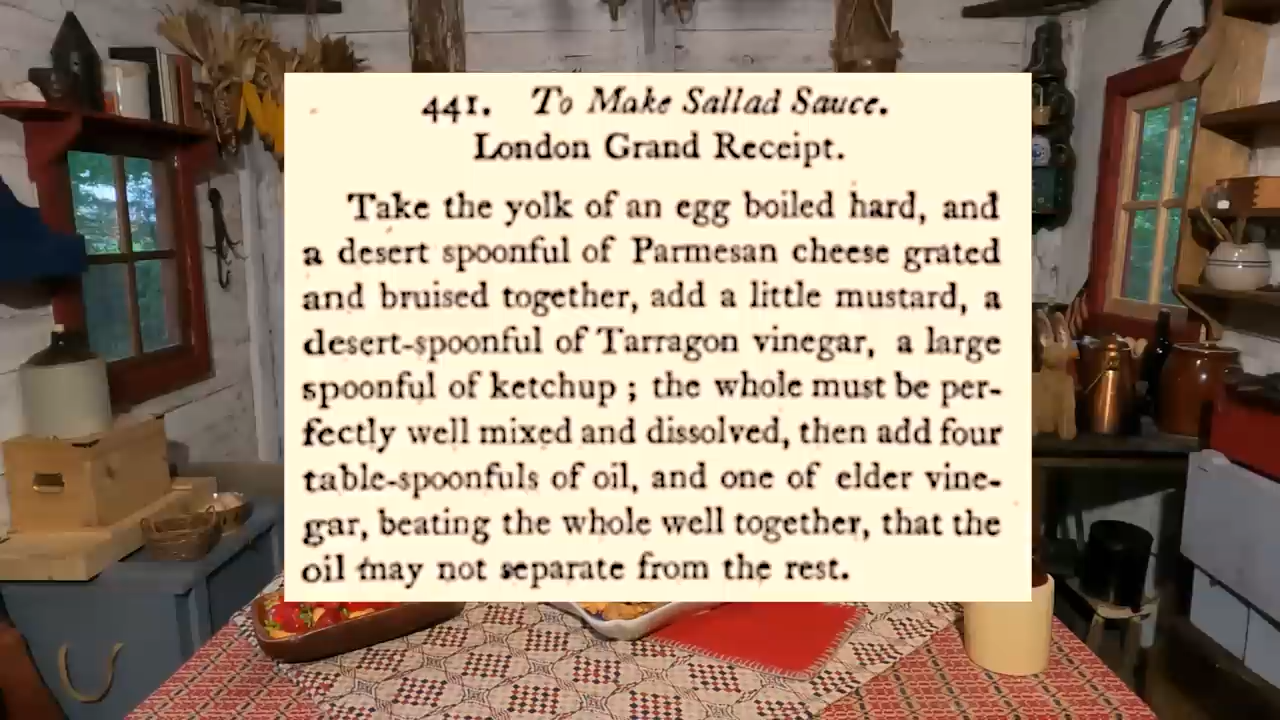 441. To Make Sallad Sauce.
London Grand Receipt.
Take the yolk of an egg boiled hard, and
a desert spoonful of Parmesan cheese grated
and bruised together, add a little mustard, a
desert-spoonful of Tarragon vinegar, a large
spoonful of ketchup ; the whole must be per-
fectly well mixed and dissolved, then add four
table-spoonfuls of oil, and one of elder vine-
gar, beating the whole well together, that the
oil may not separate from the rest.